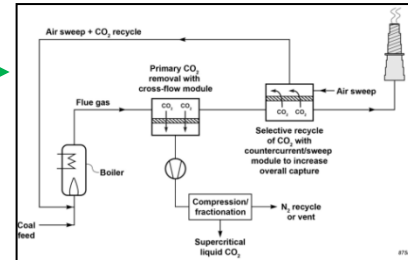 Air sweep + CO2 recycle
Primary CO2
removal with
cross-flow module
CO2 CO2
Flue gas
CO2 CO2
Air sweep
Selective recycle
of CO2 with
countercurrent/sweep
module to increase
overall capture
Boiler
Coal
feed
Compression/
fractionation
N2 recycle
or vent
Supercritical
liquid CO2